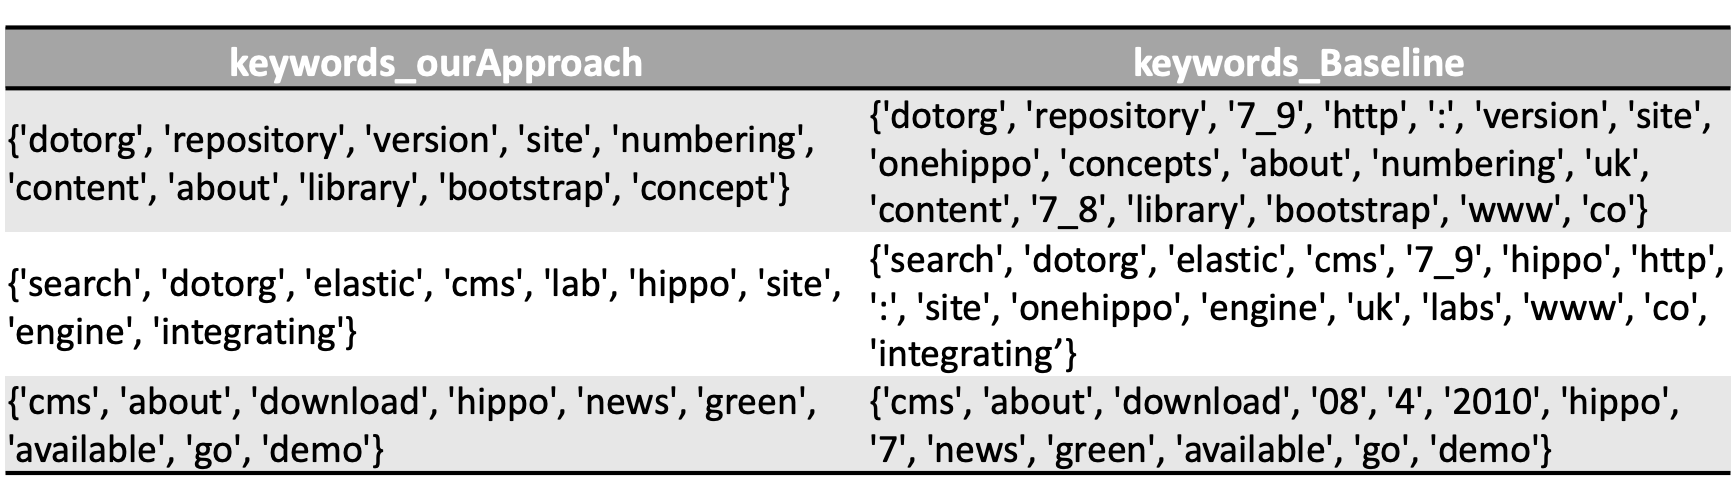 keywords_ourApproach
keywords_Baseline
{'dotorg', 'repository', 'version', 'site', 'numbering',
'content', 'about', 'library', 'bootstrap', 'concept'}
{'dotorg', 'repository', '7_9', 'http', ':', 'version', 'site',
'onehippo', 'concepts', 'about', 'numbering', 'uk',
'content', '7_8', 'library', 'bootstrap', 'www', 'co'}
{'search', 'dotorg', 'elastic', 'cms', 'lab', 'hippo', 'site',
'engine', 'integrating'}
{'search', 'dotorg', 'elastic', 'cms', '7_9', 'hippo', 'http',
':', 'site', 'onehippo', 'engine', 'uk', 'labs', 'www', 'co',
'integrating’}
{'cms', 'about', 'download', 'hippo', 'news', 'green',
'available', 'go', 'demo'}
{'cms', 'about', 'download', '08', '4', '2010', 'hippo',
'7', 'news', 'green', 'available', 'go', 'demo'}